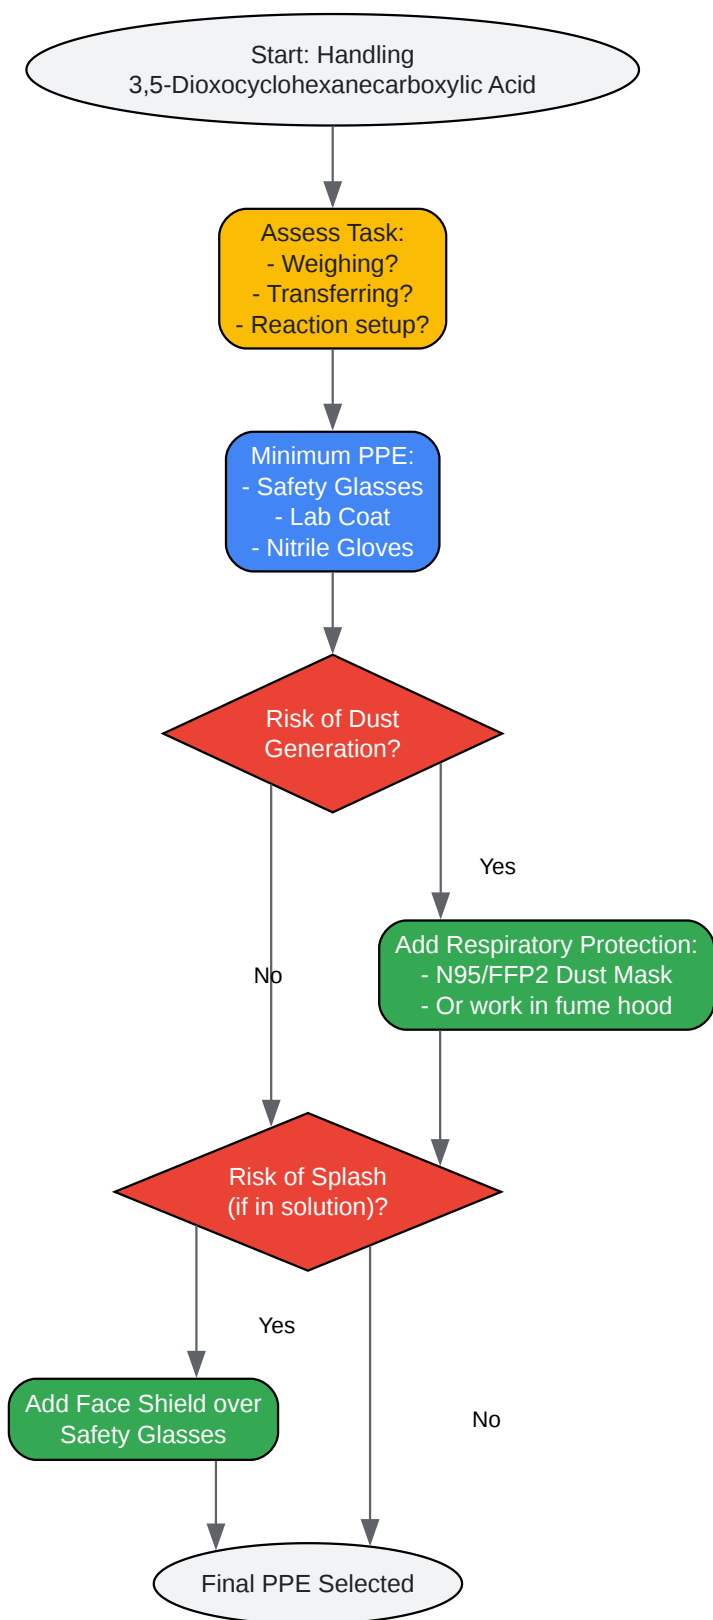 Start: Handling
3,5-Dioxocyclohexanecarboxylic Acid
Assess Task:
- Weighing?
- Transferring?
- Reaction setup?
Minimum PPE:
- Safety Glasses
- Lab Coat
- Nitrile Gloves
Risk of Dust
Generation?
Yes
Add Respiratory Protection:
- N95/FFP2 Dust Mask
- Or work in fume hood
No
Risk of Splash
(if in solution)?
Yes
Add Face Shield over
Safety Glasses
No
Final PPE Selected